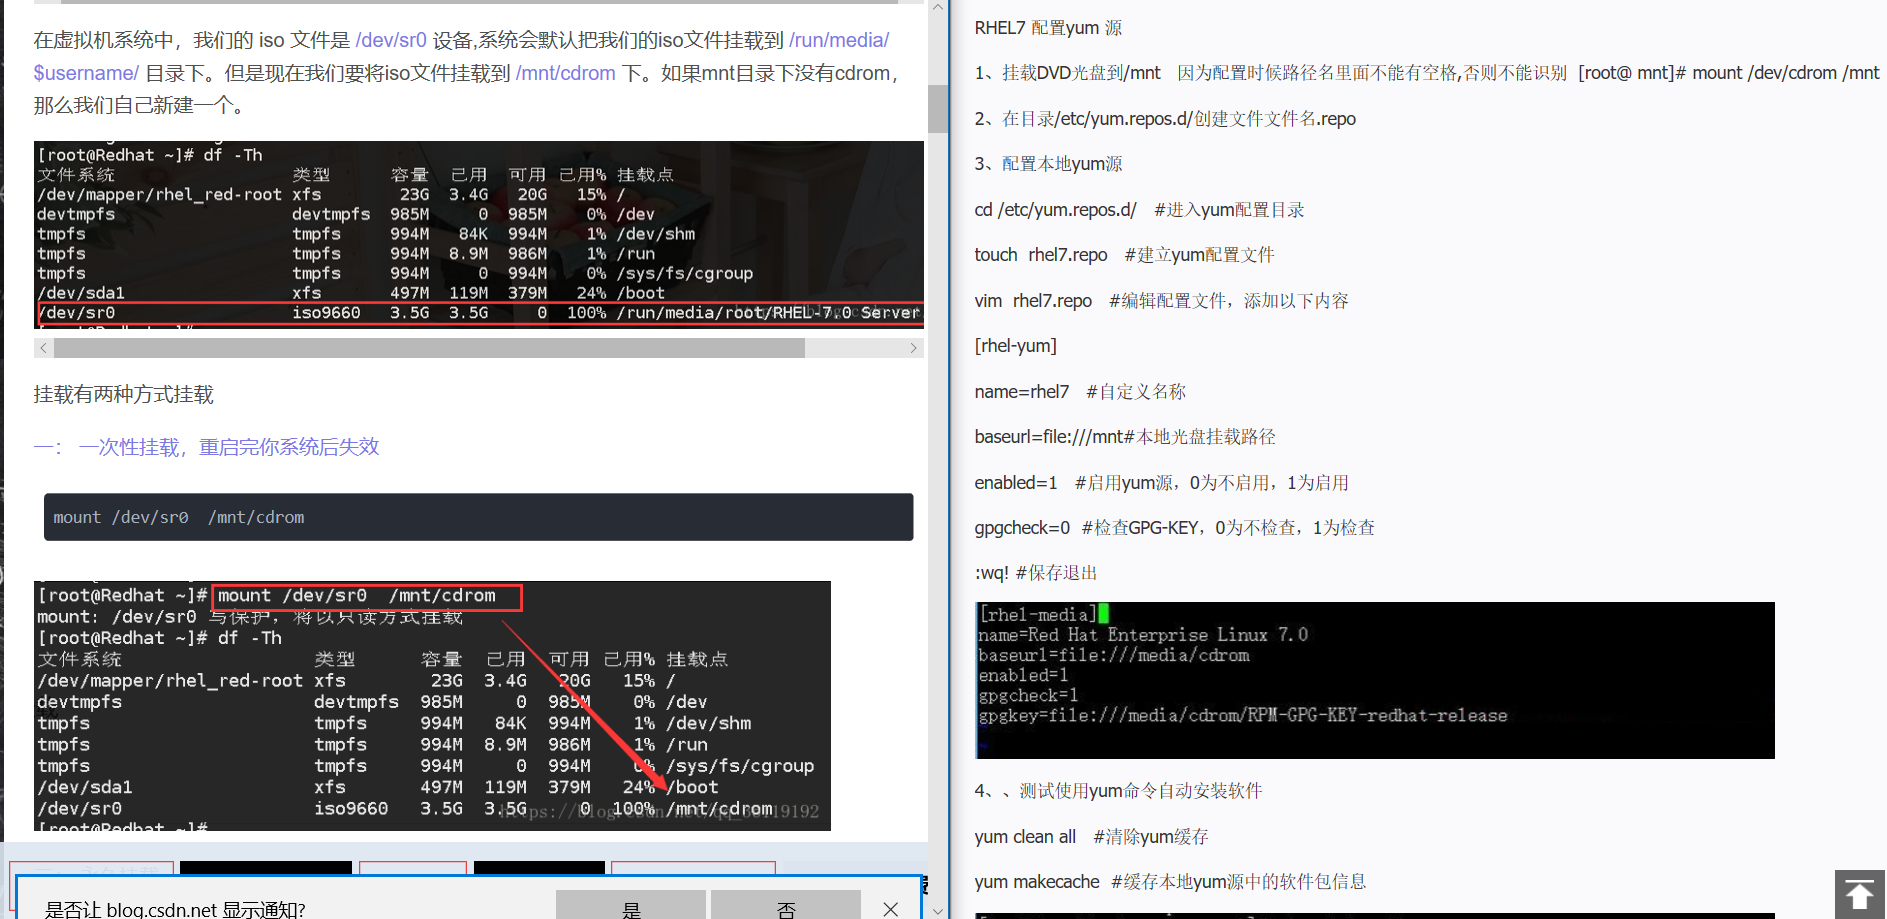 在虚拟机系统中，我们的 iso 文件是 /dev/sr0 设备,系统会默认把我们的iso文件挂载到 /run/media/
$username/ 目录下。但是现在我们要将iso文件挂载到 /mnt/cdrom 下。如果mnt目录下没有cdrom，
那么我们自己新建一个。
[root@Redhat ~]# df -Th
文件系统 类型 容量 已用 可用 已用% 挂载点
/dev/mapper/rhel_red-root xfs 23G 3.4G 20G 15% /
devtmpfs devtmpfs 985M 0 985M 0% /dev
tmpfs tmpfs 994M 84K 994M 1% /dev/shm
tmpfs tmpfs 994M 8.9M 986M 1% /run
tmpfs tmpfs 994M 0 994M 0% /sys/fs/cgroup
/dev/sda1 xfs 497M 119M 379M 24% /boot
/dev/sr0 iso9660 3.5G 3.5G 0 100% /run/media/root/RHEL-7.0 Server
挂载有两种方式挂载
一： 一次性挂载，重启完你系统后失效
mount /dev/sr0 /mnt/cdrom
[root@Redhat ~]# mount /dev/sr0 /mnt/cdrom
mount: /dev/sr0 写保护，将以只读方式挂载
[root@Redhat ~]# df -Th
文件系统 类型 容量 已用 可用 已用% 挂载点
/dev/mapper/rhel_red-root xfs 23G 3.4G 20G 15% /
devtmpfs devtmpfs 985M 0 985M 0% /dev
tmpfs tmpfs 994M 84K 994M 1% /dev/shm
tmpfs tmpfs 994M 8.9M 986M 1% /run
tmpfs tmpfs 994M 0 994M 0% /sys/fs/cgroup
/dev/sda1 xfs 497M 119M 379M 24% /boot
/dev/sr0 iso9660 3.5G 3.5G 0 100% /mnt/cdrom
[root@Redhat ~]#
是否让 blog.csdn.net 显示通知?
是 否
RHEL7 配置yum 源
1、挂载DVD光盘到/mnt 因为配置时候路径名里面不能有空格,否则不能识别 [root@ mnt]# mount /dev/cdrom /mnt
2、在目录/etc/yum.repos.d/创建文件文件名.repo
3、配置本地yum源
cd /etc/yum.repos.d/ #进入yum配置目录
touch rhel7.repo #建立yum配置文件
vim rhel7.repo #编辑配置文件，添加以下内容
[rhel-yum]
name=rhel7 #自定义名称
baseurl=file:///mnt#本地光盘挂载路径
enabled=1 #启用yum源，0为不启用，1为启用
gpgcheck=0 #检查GPG-KEY，0为不检查，1为检查
:wq! #保存退出
[rhel-media]
name=Red Hat Enterprise Linux 7.0
baseurl=file:///media/cdrom
enabled=1
gpgcheck=1
gpgkey=file:///media/cdrom/RPM-GPG-KEY-redhat-release
~
4、、测试使用yum命令自动安装软件
yum clean all #清除yum缓存
yum makecache #缓存本地yum源中的软件包信息